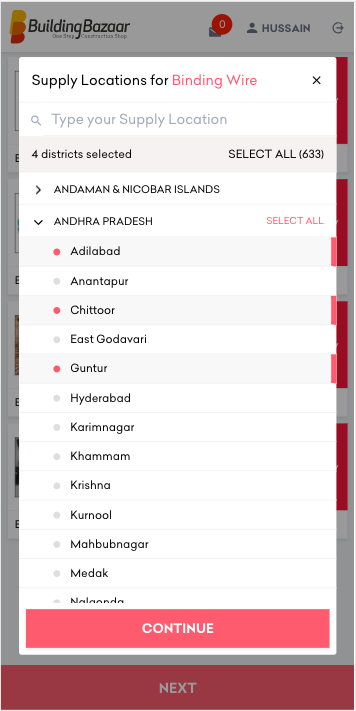 BuildingBazaar
One Stop Construction Shop
0
HUSSAIN
Supply Locations for Binding Wire
Type your Supply Location
4 districts selected
SELECT ALL (633)
ANDAMAN & NICOBAR ISLANDS
ANDHRA PRADESH
SELECT ALL
Adilabad
Anantapur
Chittoor
East Godavari
Guntur
Hyderabad
Karimnagar
Khammam
Krishna
Kurnool
Mahbubnagar
Medak
Nalgonda
CONTINUE
NEXT